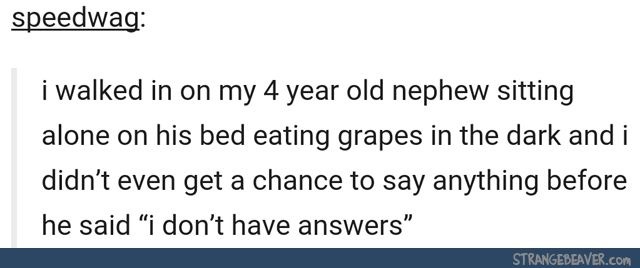 speedwag:
i walked in on my 4 year old nephew sitting
alone on his bed eating grapes in the dark and i
didn’t even get a chance to say anything before
he said “i don’t have answers”
STRANGEBEAVER.com